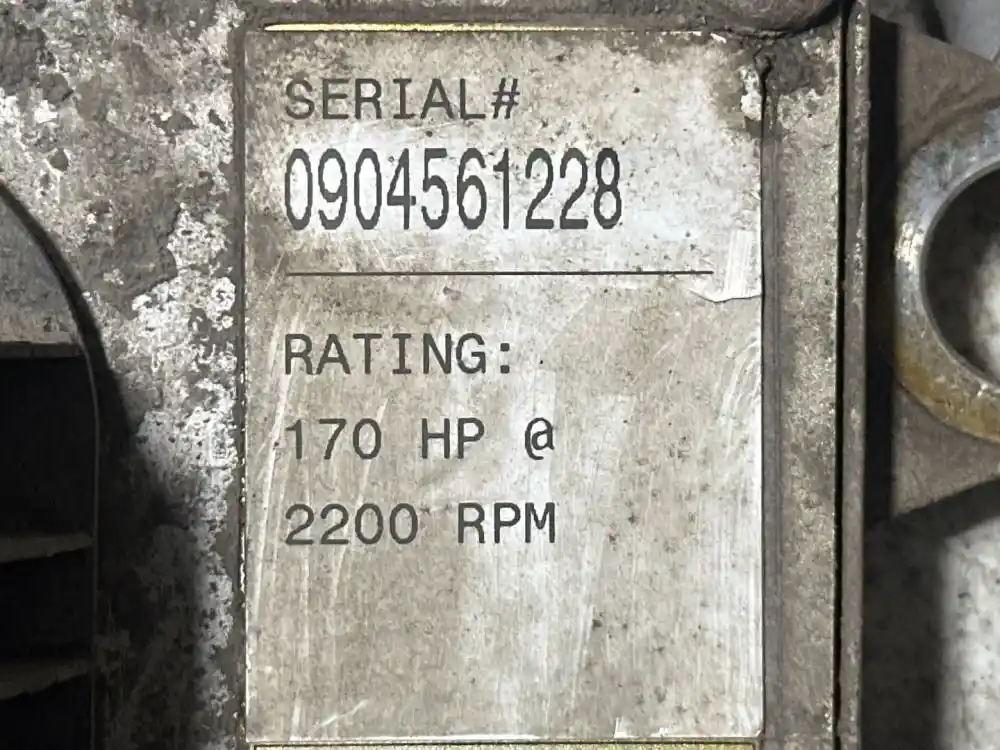 SERIAL#
0904561228
RATING:
170 HP @
2200 RPM